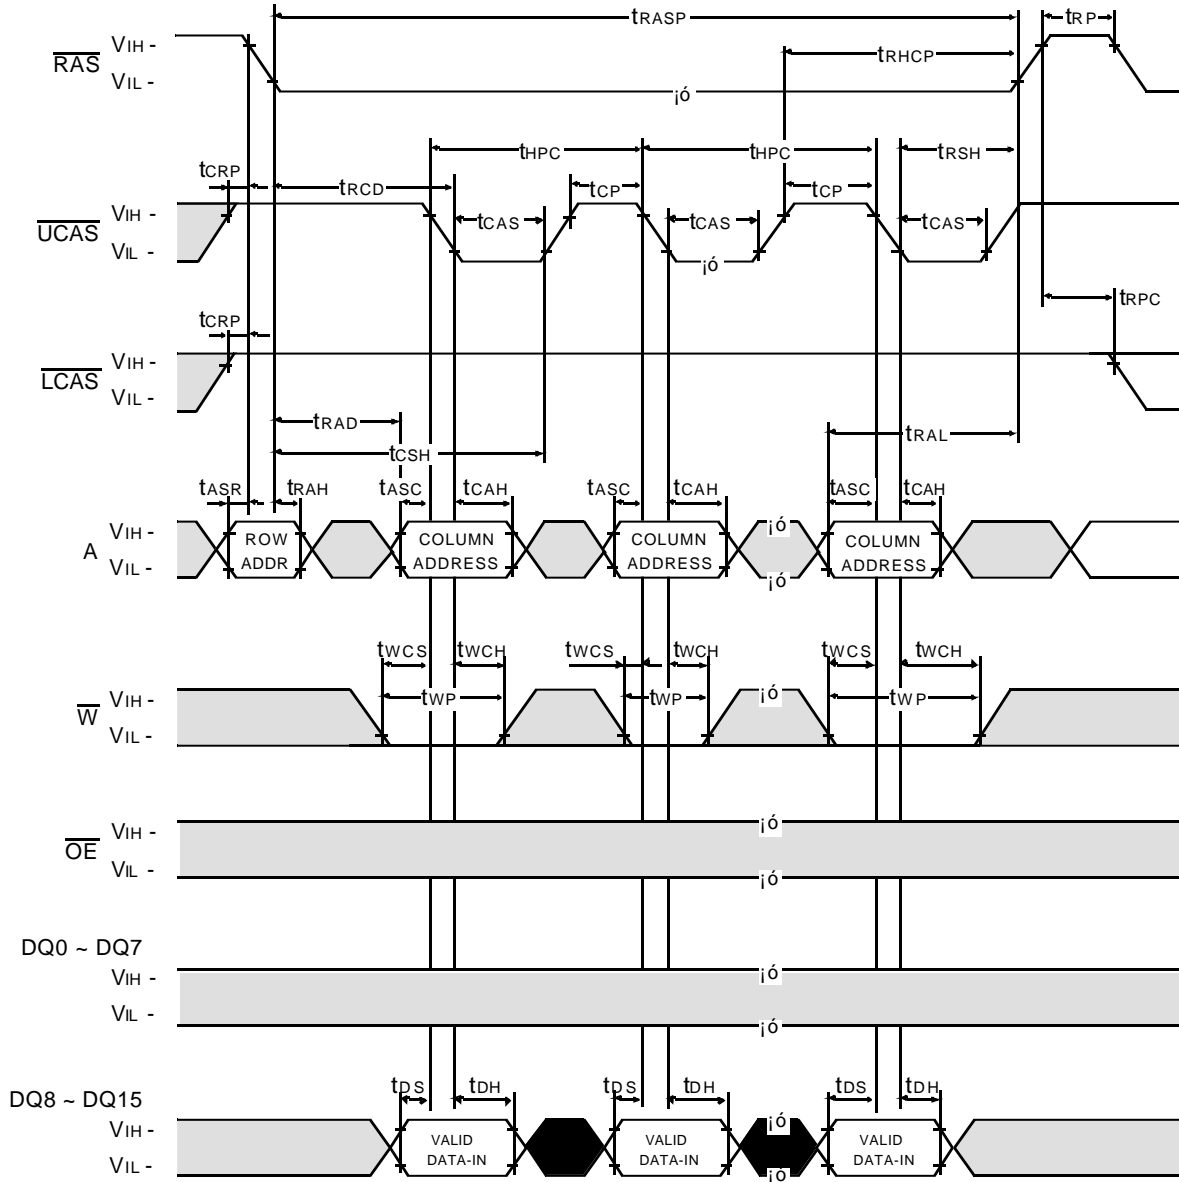 tRASP
tRP
RAS
VIH -
VIL -
tRHCP
¡ó
tHPC
tHPC
tRSH
tCRP
tRCD
tCP
tCP
UCAS
VIH -
VIL -
tCAS
tCAS
tCAS
¡ó
tRPC
tCRP
LCAS
VIH -
VIL -
tRAD
tCSH
tRAL
tASR
tRAH
tASC
tCAH
tASC
tCAH
tASC
tCAH
A
VIH -
VIL -
ROW
ADDR
COLUMN
ADDRESS
COLUMN
ADDRESS
¡ó
¡ó
COLUMN
ADDRESS
tWCS
tWCH
tWCS
tWCH
tWCS
tWCH
W
VIH -
VIL -
tWP
tWP
¡ó
tWP
OE
VIH -
VIL -
¡ó
¡ó
DQ0 ~ DQ7
VIH -
VIL -
¡ó
¡ó
tDS
tDH
tDS
tDH
tDS
tDH
DQ8 ~ DQ15
VIH -
VIL -
VALID
DATA-IN
VALID
DATA-IN
¡ó
¡ó
VALID
DATA-IN